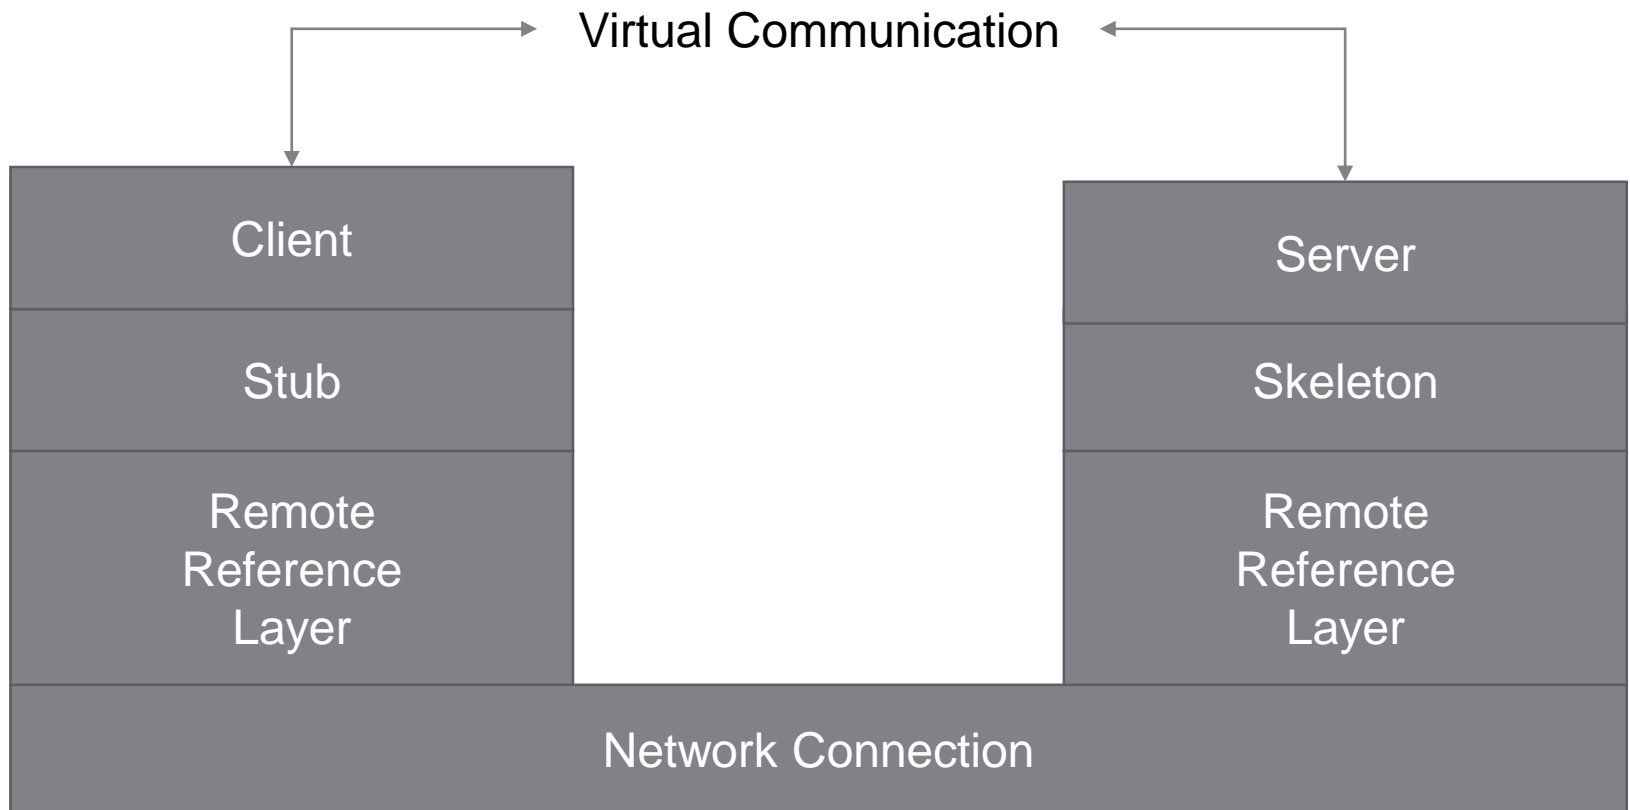 Virtual Communication
Client
Stub
Remote
Reference
Layer
Server
Skeleton
Remote
Reference
Layer
Network Connection